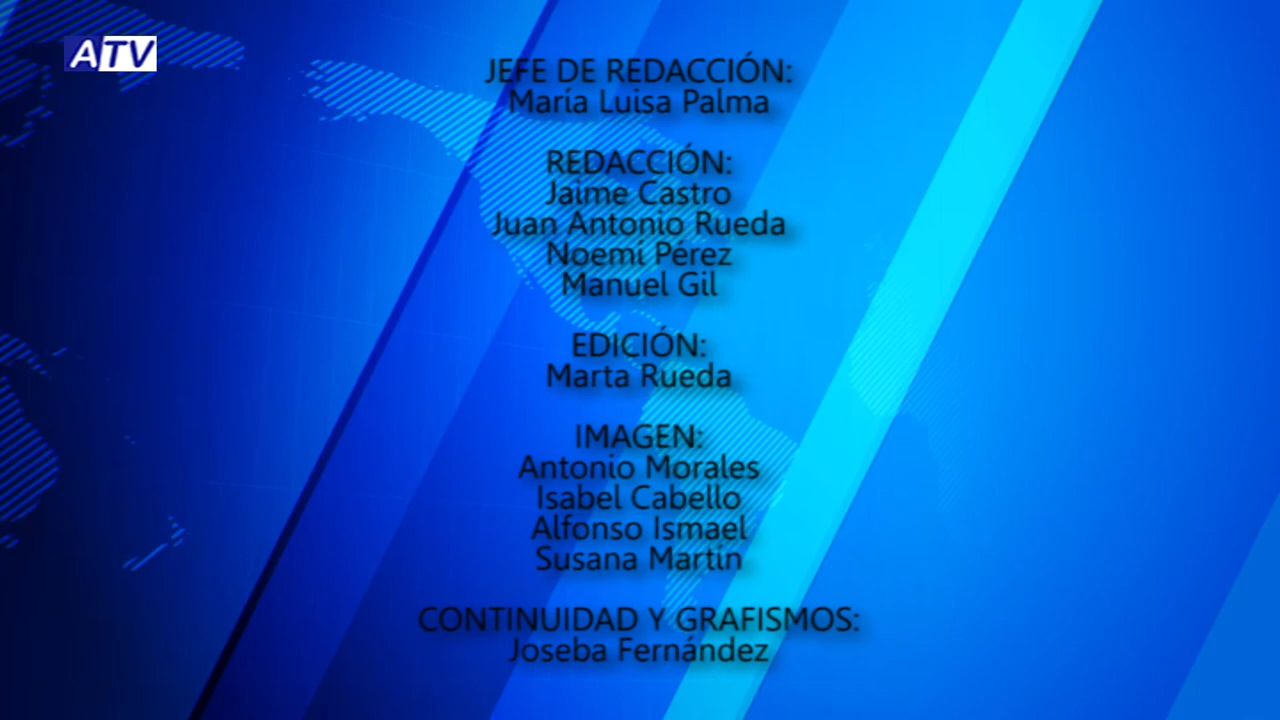 ATV
JEFE DE REDACCIÓN:
María Luisa Palma
REDACCIÓN:
Jaime Castro
Juan Antonio Rueda
Noemí Pérez
Manuel Gil
EDICIÓN:
Marta Rueda
IMAGEN:
Antonio Morales
Isabel Cabello
Alfonso Ismael
Susana Martín
CONTINUIDAD Y GRAFISMOS:
Joseba Fernández